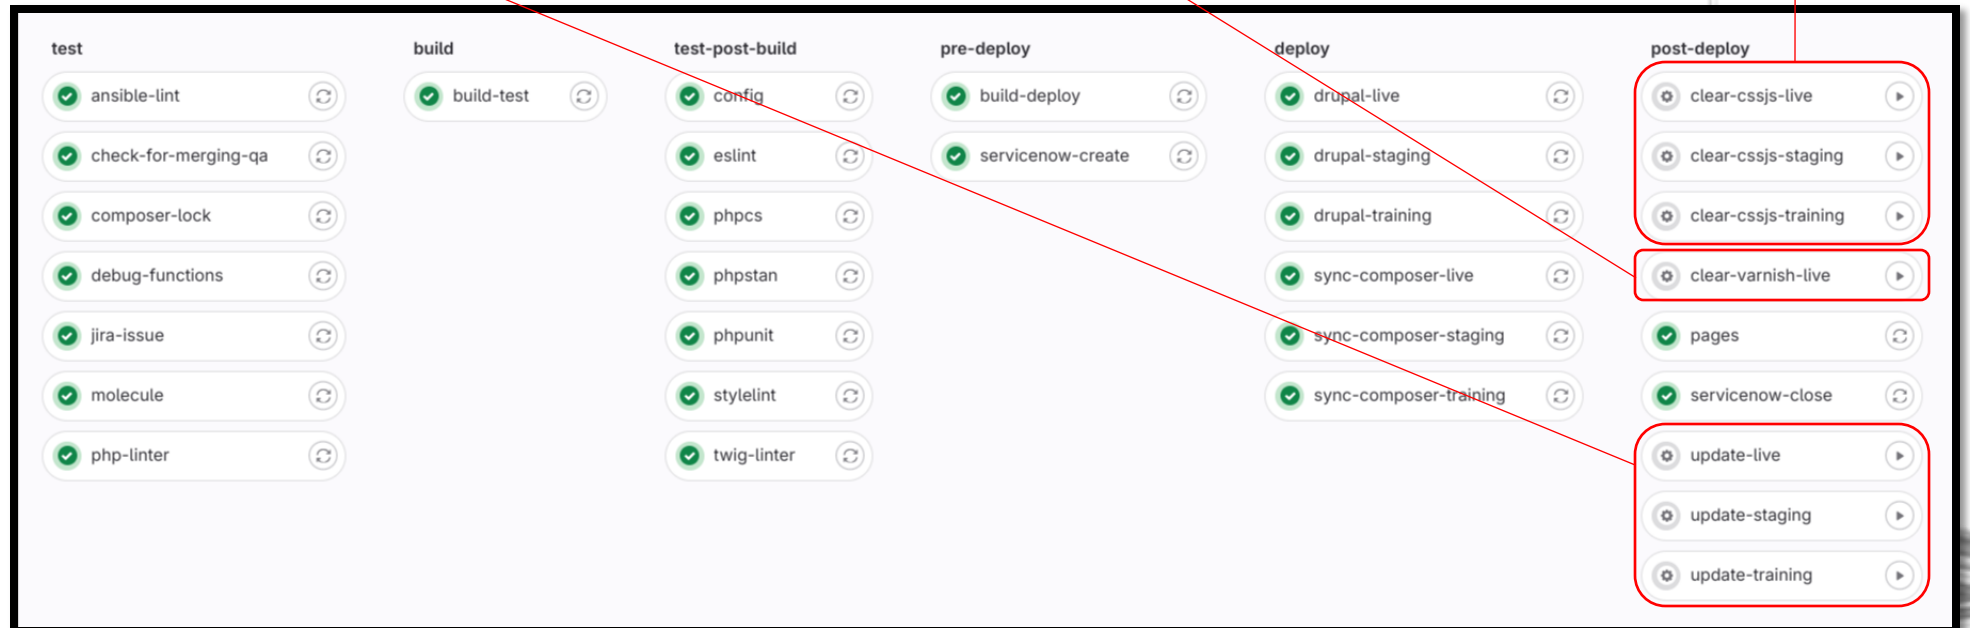 test
ansible-lint
check-for-merging-qa
composer-lock
debug-functions
jira-issue
molecule
php-linter
build
build-test
test-post-build
config
eslint
phpcs
phpstan
phpunit
stylelint
twig-linter
pre-deploy
build-deploy
servicenow-create
deploy
drupal-live
drupal-staging
drupal-training
sync-composer-live
sync-composer-staging
sync-composer-training
post-deploy
clear-cssjs-live
clear-cssjs-staging
clear-cssjs-training
clear-varnish-live
pages
servicenow-close
update-live
update-staging
update-training